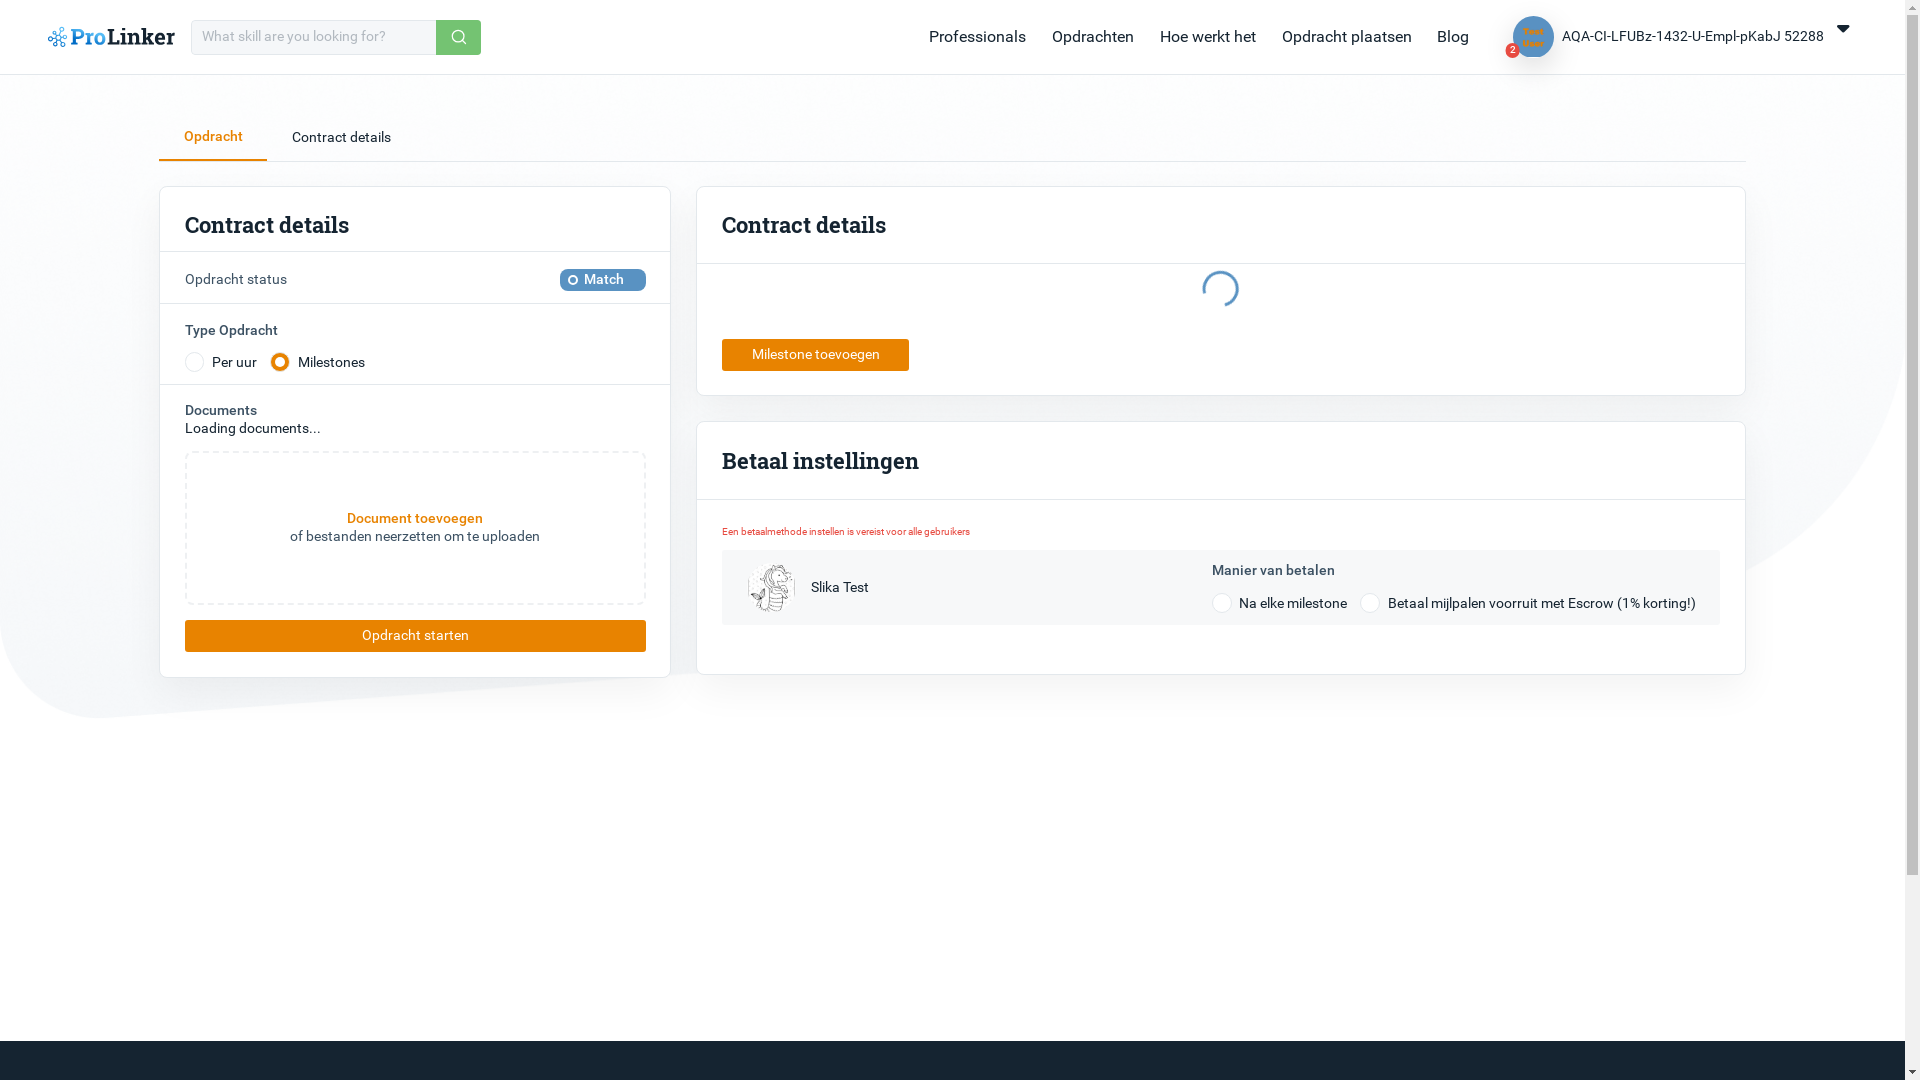 ProLinker
What skill are you looking for?
Professionals
Opdrachten
Hoe werkt het
Opdracht plaatsen
Blog
2
AQA-CI-LFUBz-1432-U-Empl-pKabJ 52288
Opdracht
Contract details
Contract details
Opdracht status
Match
Type Opdracht
Per uur
Milestones
Documents
Loading documents...
Document toevoegen
of bestanden neerzetten om te uploaden
Opdracht starten
Contract details
Milestone toevoegen
Betaal instellingen
Een betaalmethode instellen is vereist voor alle gebruikers
Slika Test
Manier van betalen
Na elke milestone
Betaal mijlpalen voorruit met Escrow (1% korting!)